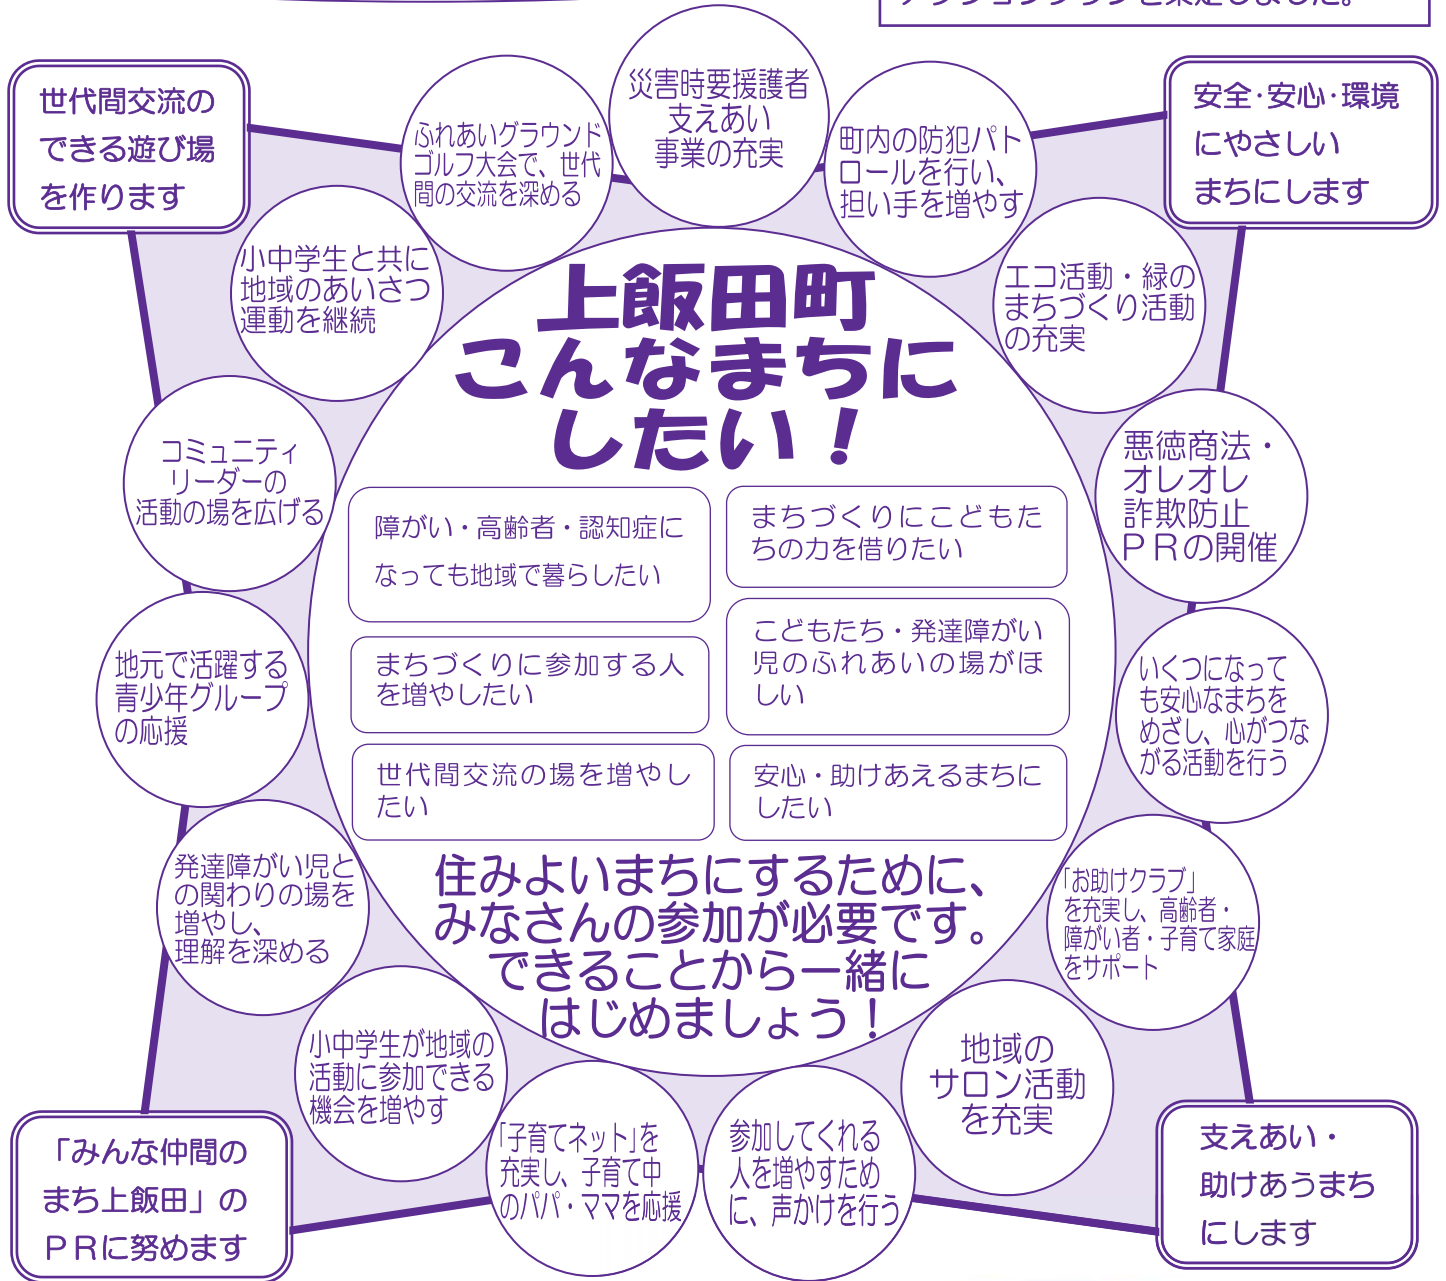 アクションプランを策定しました。
世代間交流の
できる遊び場
を作ります
安全・安心・環境
にやさしい
まちにします
災害時要援護者
支えあい
事業の充実
ふれあいグラウンド
ゴルフ大会で、世代
間の交流を深める
町内の防犯パト
ロールを行い、
担い手を増やす
小中学生と共に
地域のあいさつ
運動を継続
エコ活動・緑の
まちづくり活動
の充実
コミュニティ
リーダーの
活動の場を広げる
悪徳商法・
オレオレ
詐欺防止
ＰＲの開催
地元で活躍する
青少年グループ
の応援
いくつになって
も安心なまちを
めざし、心がつな
がる活動を行う
発達障がい児と
の関わりの場を
増やし、
理解を深める
「お助けクラブ」
を充実し、高齢者・
障がい者・子育て家庭
をサポート
小中学生が地域の
活動に参加できる
機会を増やす
地域の
サロン活動
を充実
「子育てネット」を
充実し、子育て中
のパパ・ママを応援
参加してくれる
人を増やすため
に、声かけを行う
上飯田町
こんなまちに
したい！
障がい・高齢者・認知症に
なっても地域で暮らしたい
まちづくりにこどもた
ちの力を借りたい
まちづくりに参加する人
を増やしたい
こどもたち・発達障がい
児のふれあいの場がほ
しい
世代間交流の場を増やし
たい
安心・助けあえるまちに
したい
住みよいまちにするために、
みなさんの参加が必要です。
できることから一緒に
はじめましょう！
「みんな仲間の
まち上飯田」の
ＰＲに努めます
支えあい・
助けあうまち
にします